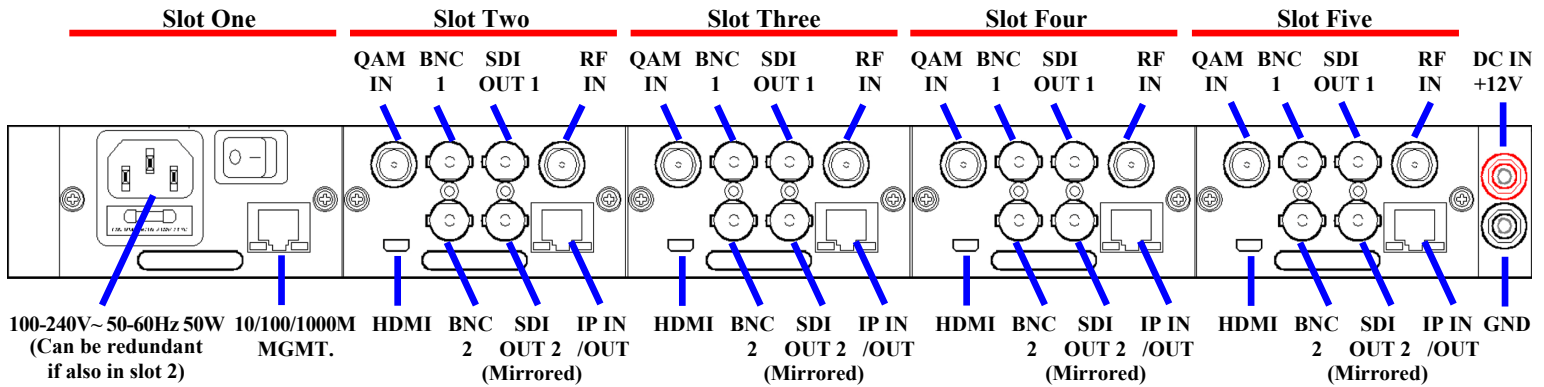 Slot One Slot Two Slot Three Slot Four Slot Five
QAM BNC SDI RF QAM BNC SDI RF QAM BNC SDI RF QAM BNC SDI RF DC IN
IN 1 OUT 1 IN IN 1 OUT 1 IN IN 1 OUT 1 IN IN 1 OUT 1 IN +12V
100-240V~ 50-60Hz 50W 10/100/1000M HDMI BNC SDI IP IN HDMI BNC SDI IP IN HDMI BNC SDI IP IN HDMI BNC SDI IP IN GND
(Can be redundant MGMT. 2 OUT 2 /OUT 2 OUT 2 /OUT 2 OUT 2 /OUT 2 OUT 2 /OUT
if also in slot 2) (Mirrored) (Mirrored) (Mirrored) (Mirrored)